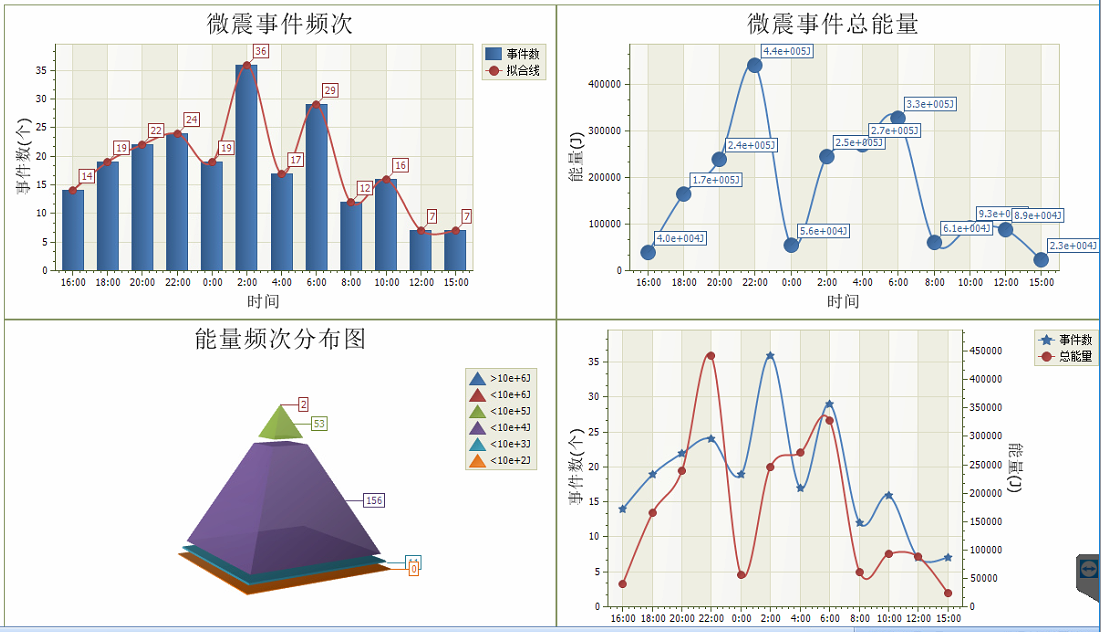 微震事件频次
事件数(个)
35
30
25
20
15
10
5
0
14
19
22
24
19
36
17
29
12
16
7
7
16:00 18:00 20:00 22:00 0:00 2:00 4:00 6:00 8:00 10:00 12:00 15:00
时间
事件数
拟合线
微震事件总能量
能量(J)
400000
300000
200000
100000
0
4.0e+004J
1.7e+005J
2.4e+005J
4.4e+005J
5.6e+004J
2.5e+005J
2.7e+005J
3.3e+005J
6.1e+004J
8.9e+004J
2.3e+004J
16:00 18:00 20:00 22:00 0:00 2:00 4:00 6:00 8:00 10:00 12:00 15:00
时间
能量频次分布图
2
53
156
0
>10e+6J
<10e+6J
<10e+5J
<10e+4J
<10e+3J
<10e+2J
事件数(个)
35
30
25
20
15
10
5
0
16:00 18:00 20:00 22:00 0:00 2:00 4:00 6:00 8:00 10:00 12:00 15:00
450000
400000
350000
300000
250000
200000
150000
100000
50000
0
能量(J)
事件数
总能量